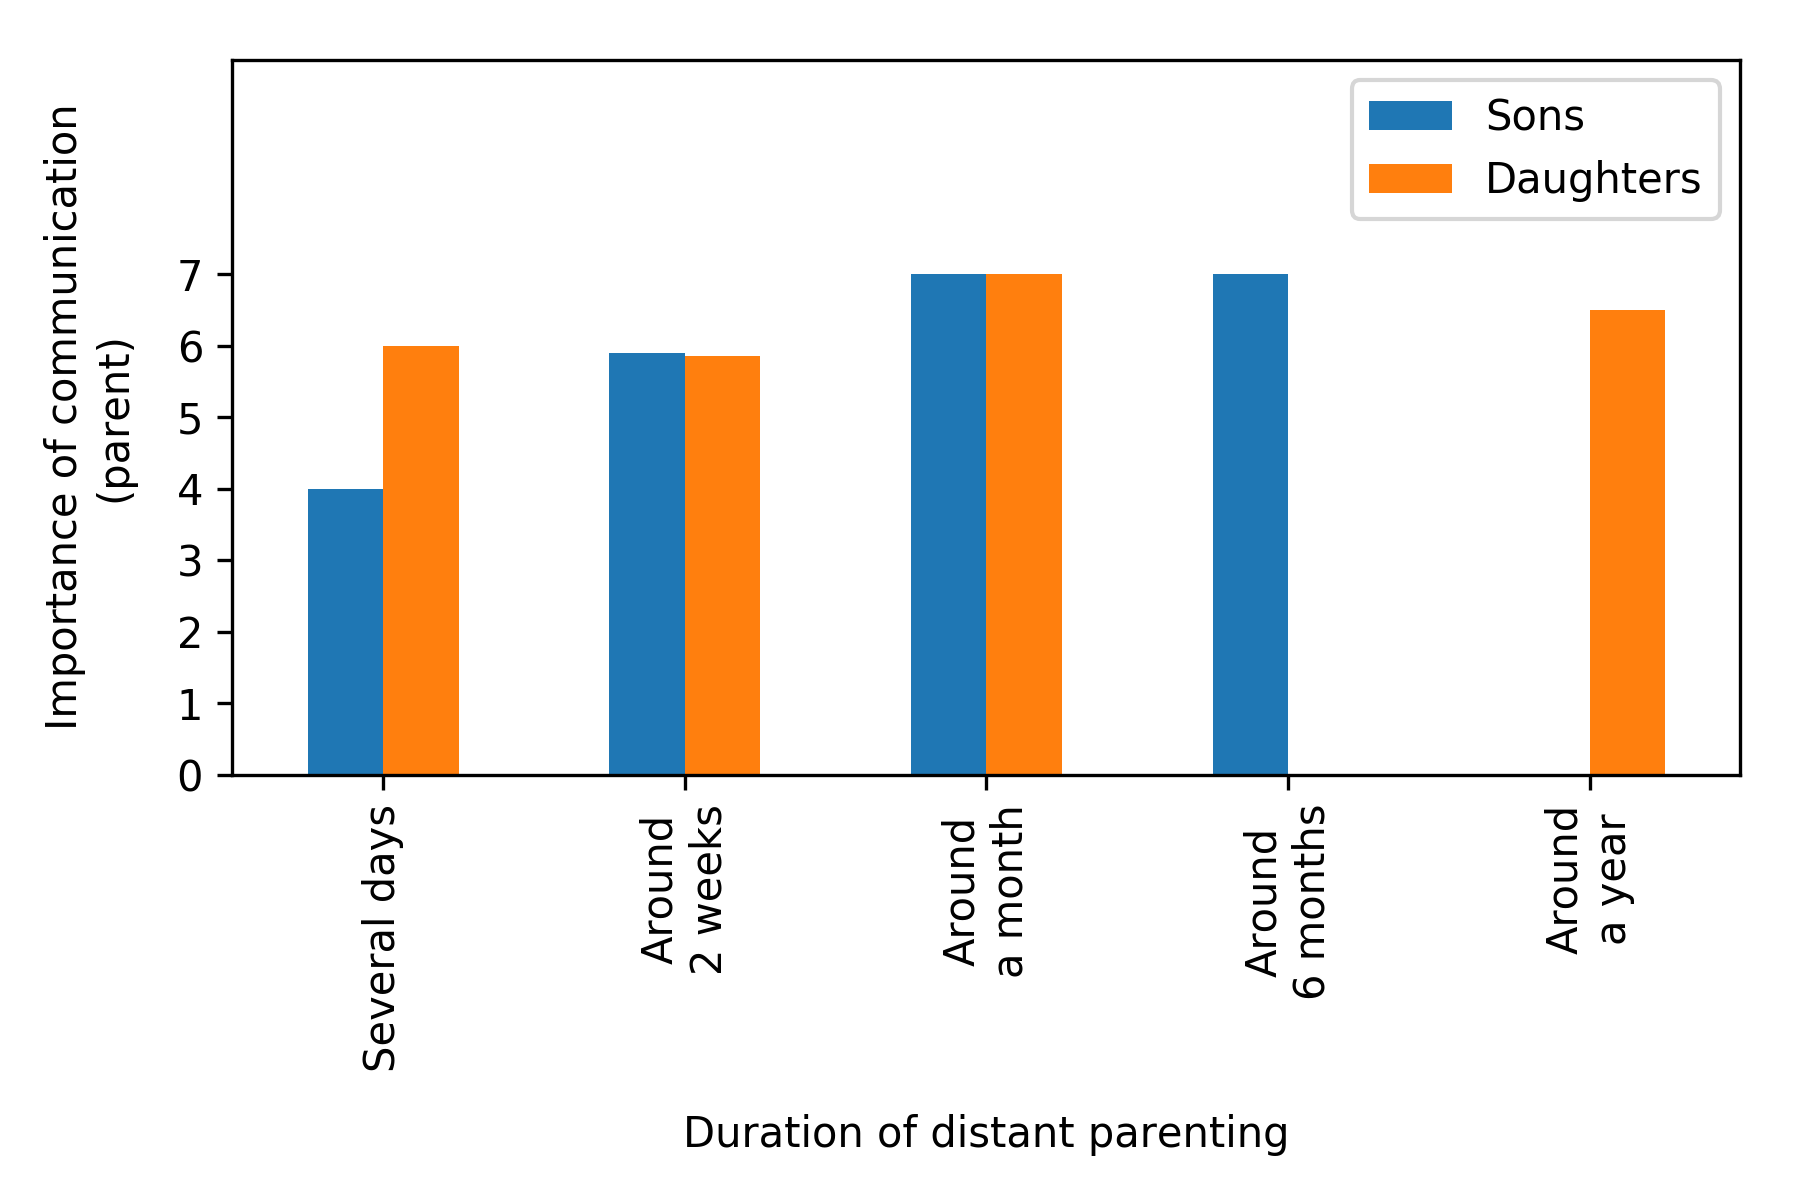 Importance of communication
(parent)
7
6
5
4
3
2
1
0
Sons
Daughters
Several days
Around
2 weeks
Around
a month
Around
6 months
Around
a year
Duration of distant parenting